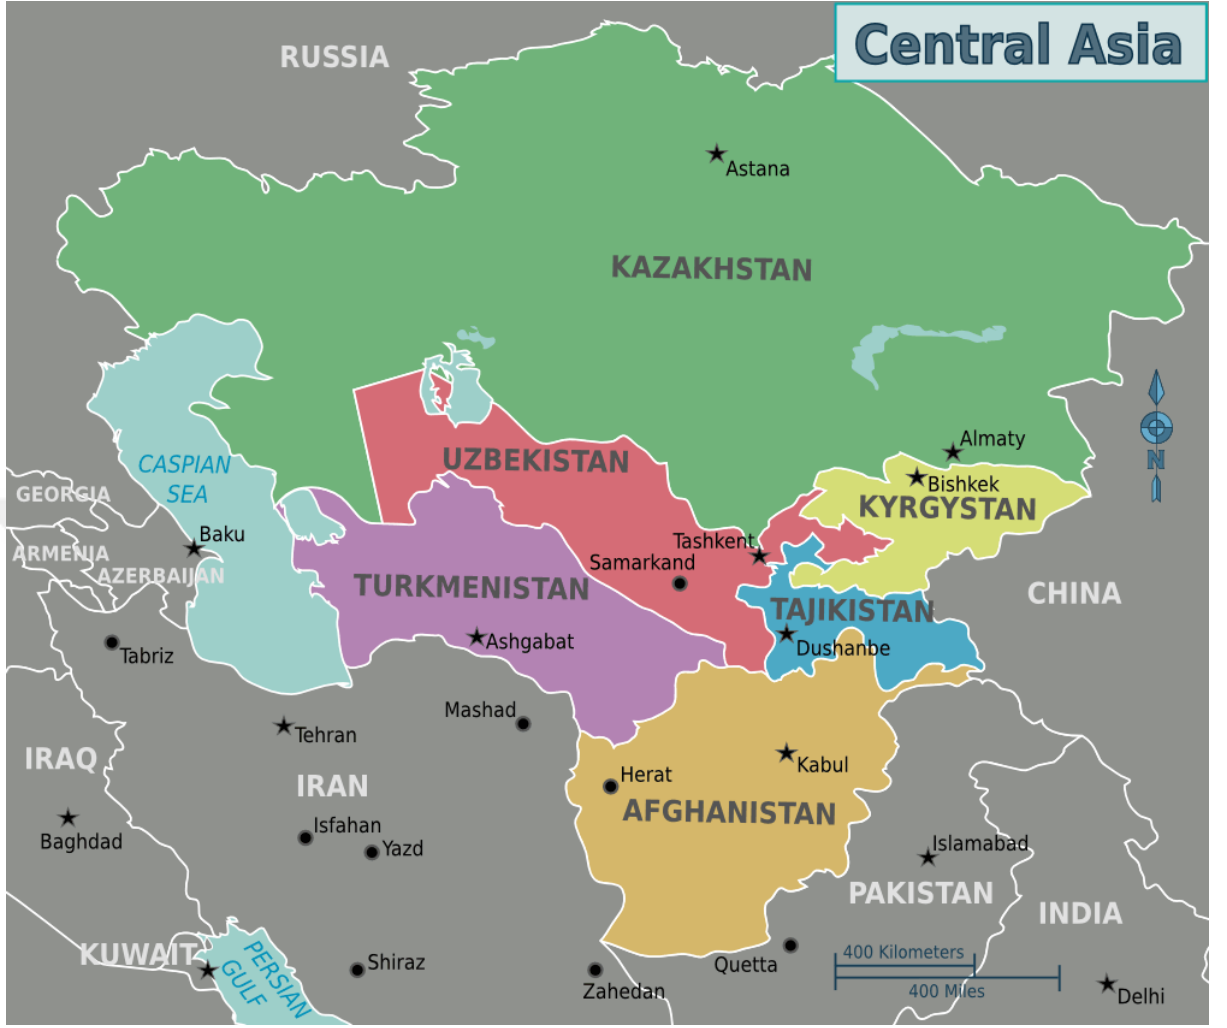 Central Asia
RUSSIA
Astana
KAZAKHSTAN
Almaty
UZBEKISTAN
CASPIAN
SEA
Bishkek
GEORGIA
KYRGYSTAN
N
Baku
Tashkent
ARMENIA
Samarkand
AZERBAIJAN
TURKMENISTAN
CHINA
TAJIKISTAN
Ashgabat
Dushanbe
Tabriz
Mashad
Tehran
IRAQ
Kabul
Herat
IRAN
AFGHANISTAN
Isfahan
Baghdad
Yazd
Islamabad
PAKISTAN
INDIA
KUWAIT
400 Kilometers
Shiraz
Quetta
PERSIAN
GULF
Zahedan
400 Miles
Delhi